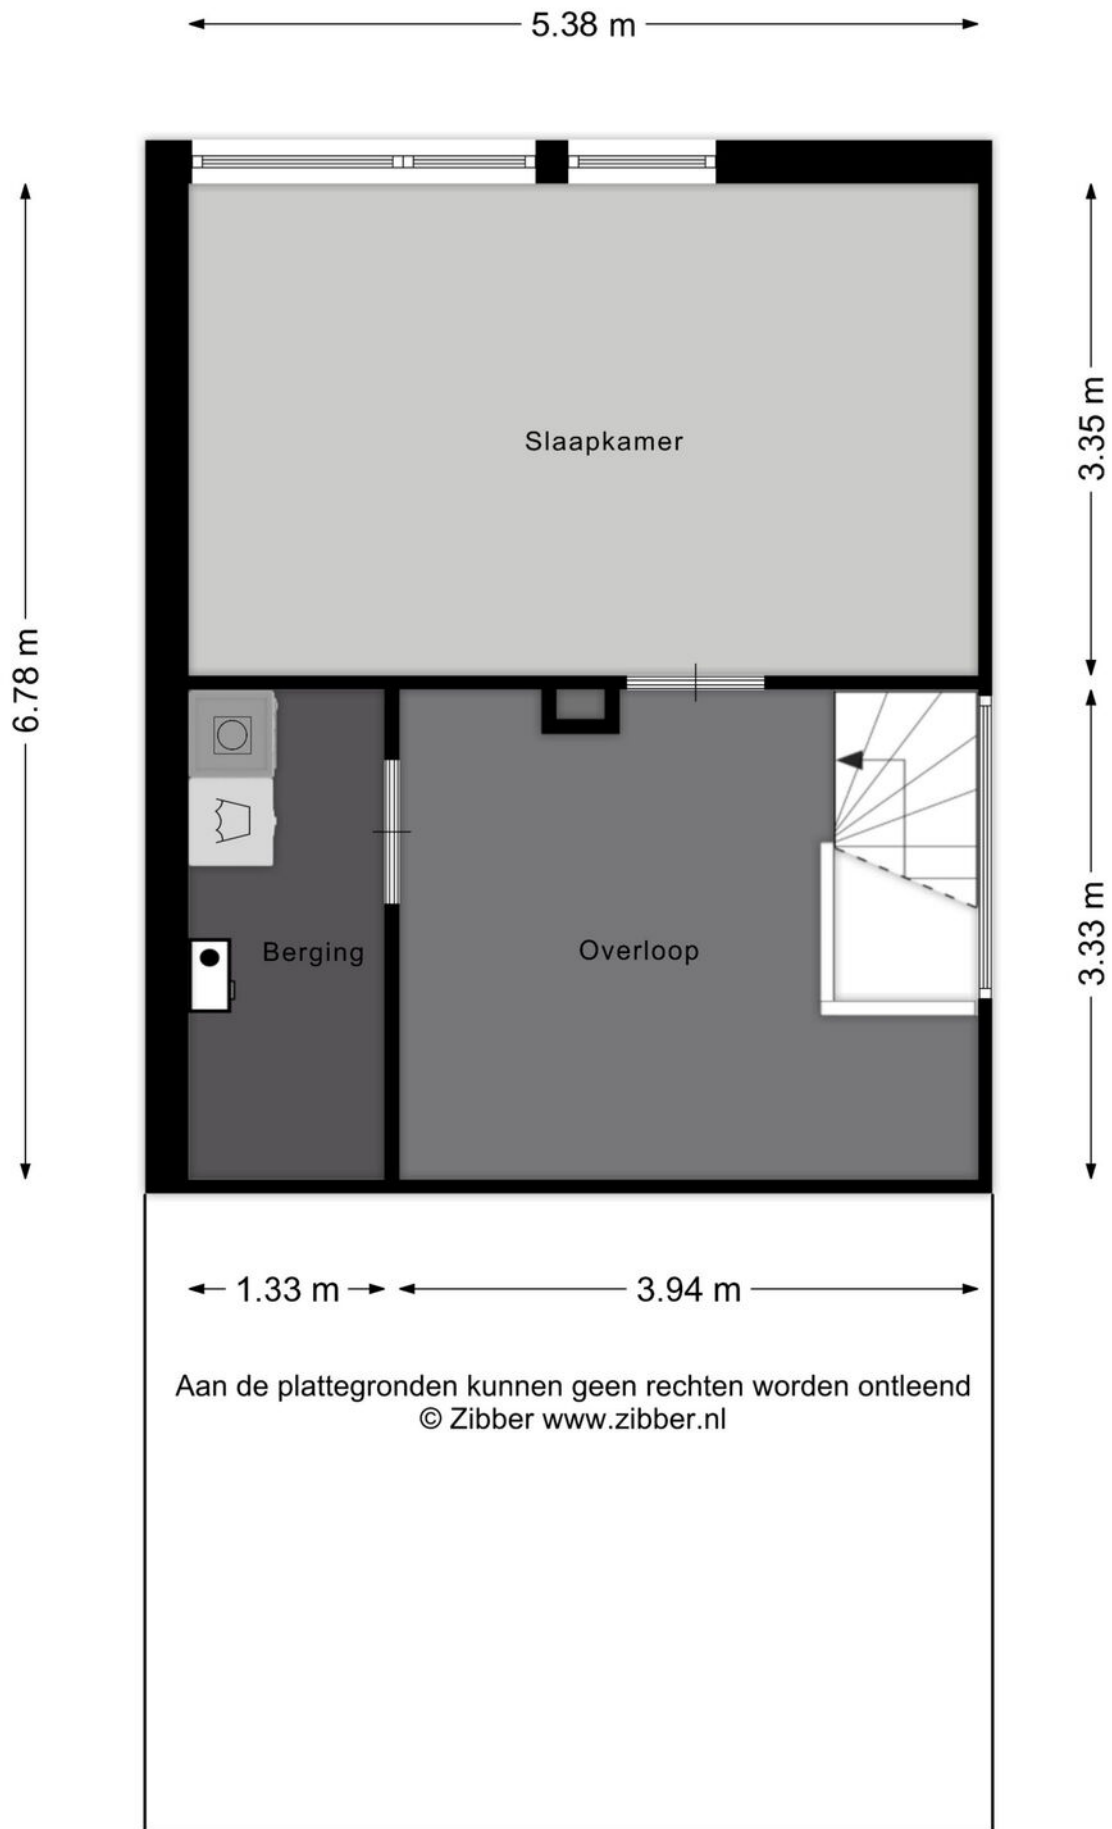 5.38 m
3.35 m
Slaapkamer
6.78 m
Berging
Overloop
3.33 m
1.33 m
3.94 m
Aan de plattegronden kunnen geen rechten worden ontleend
© Zibber www.zibber.nl